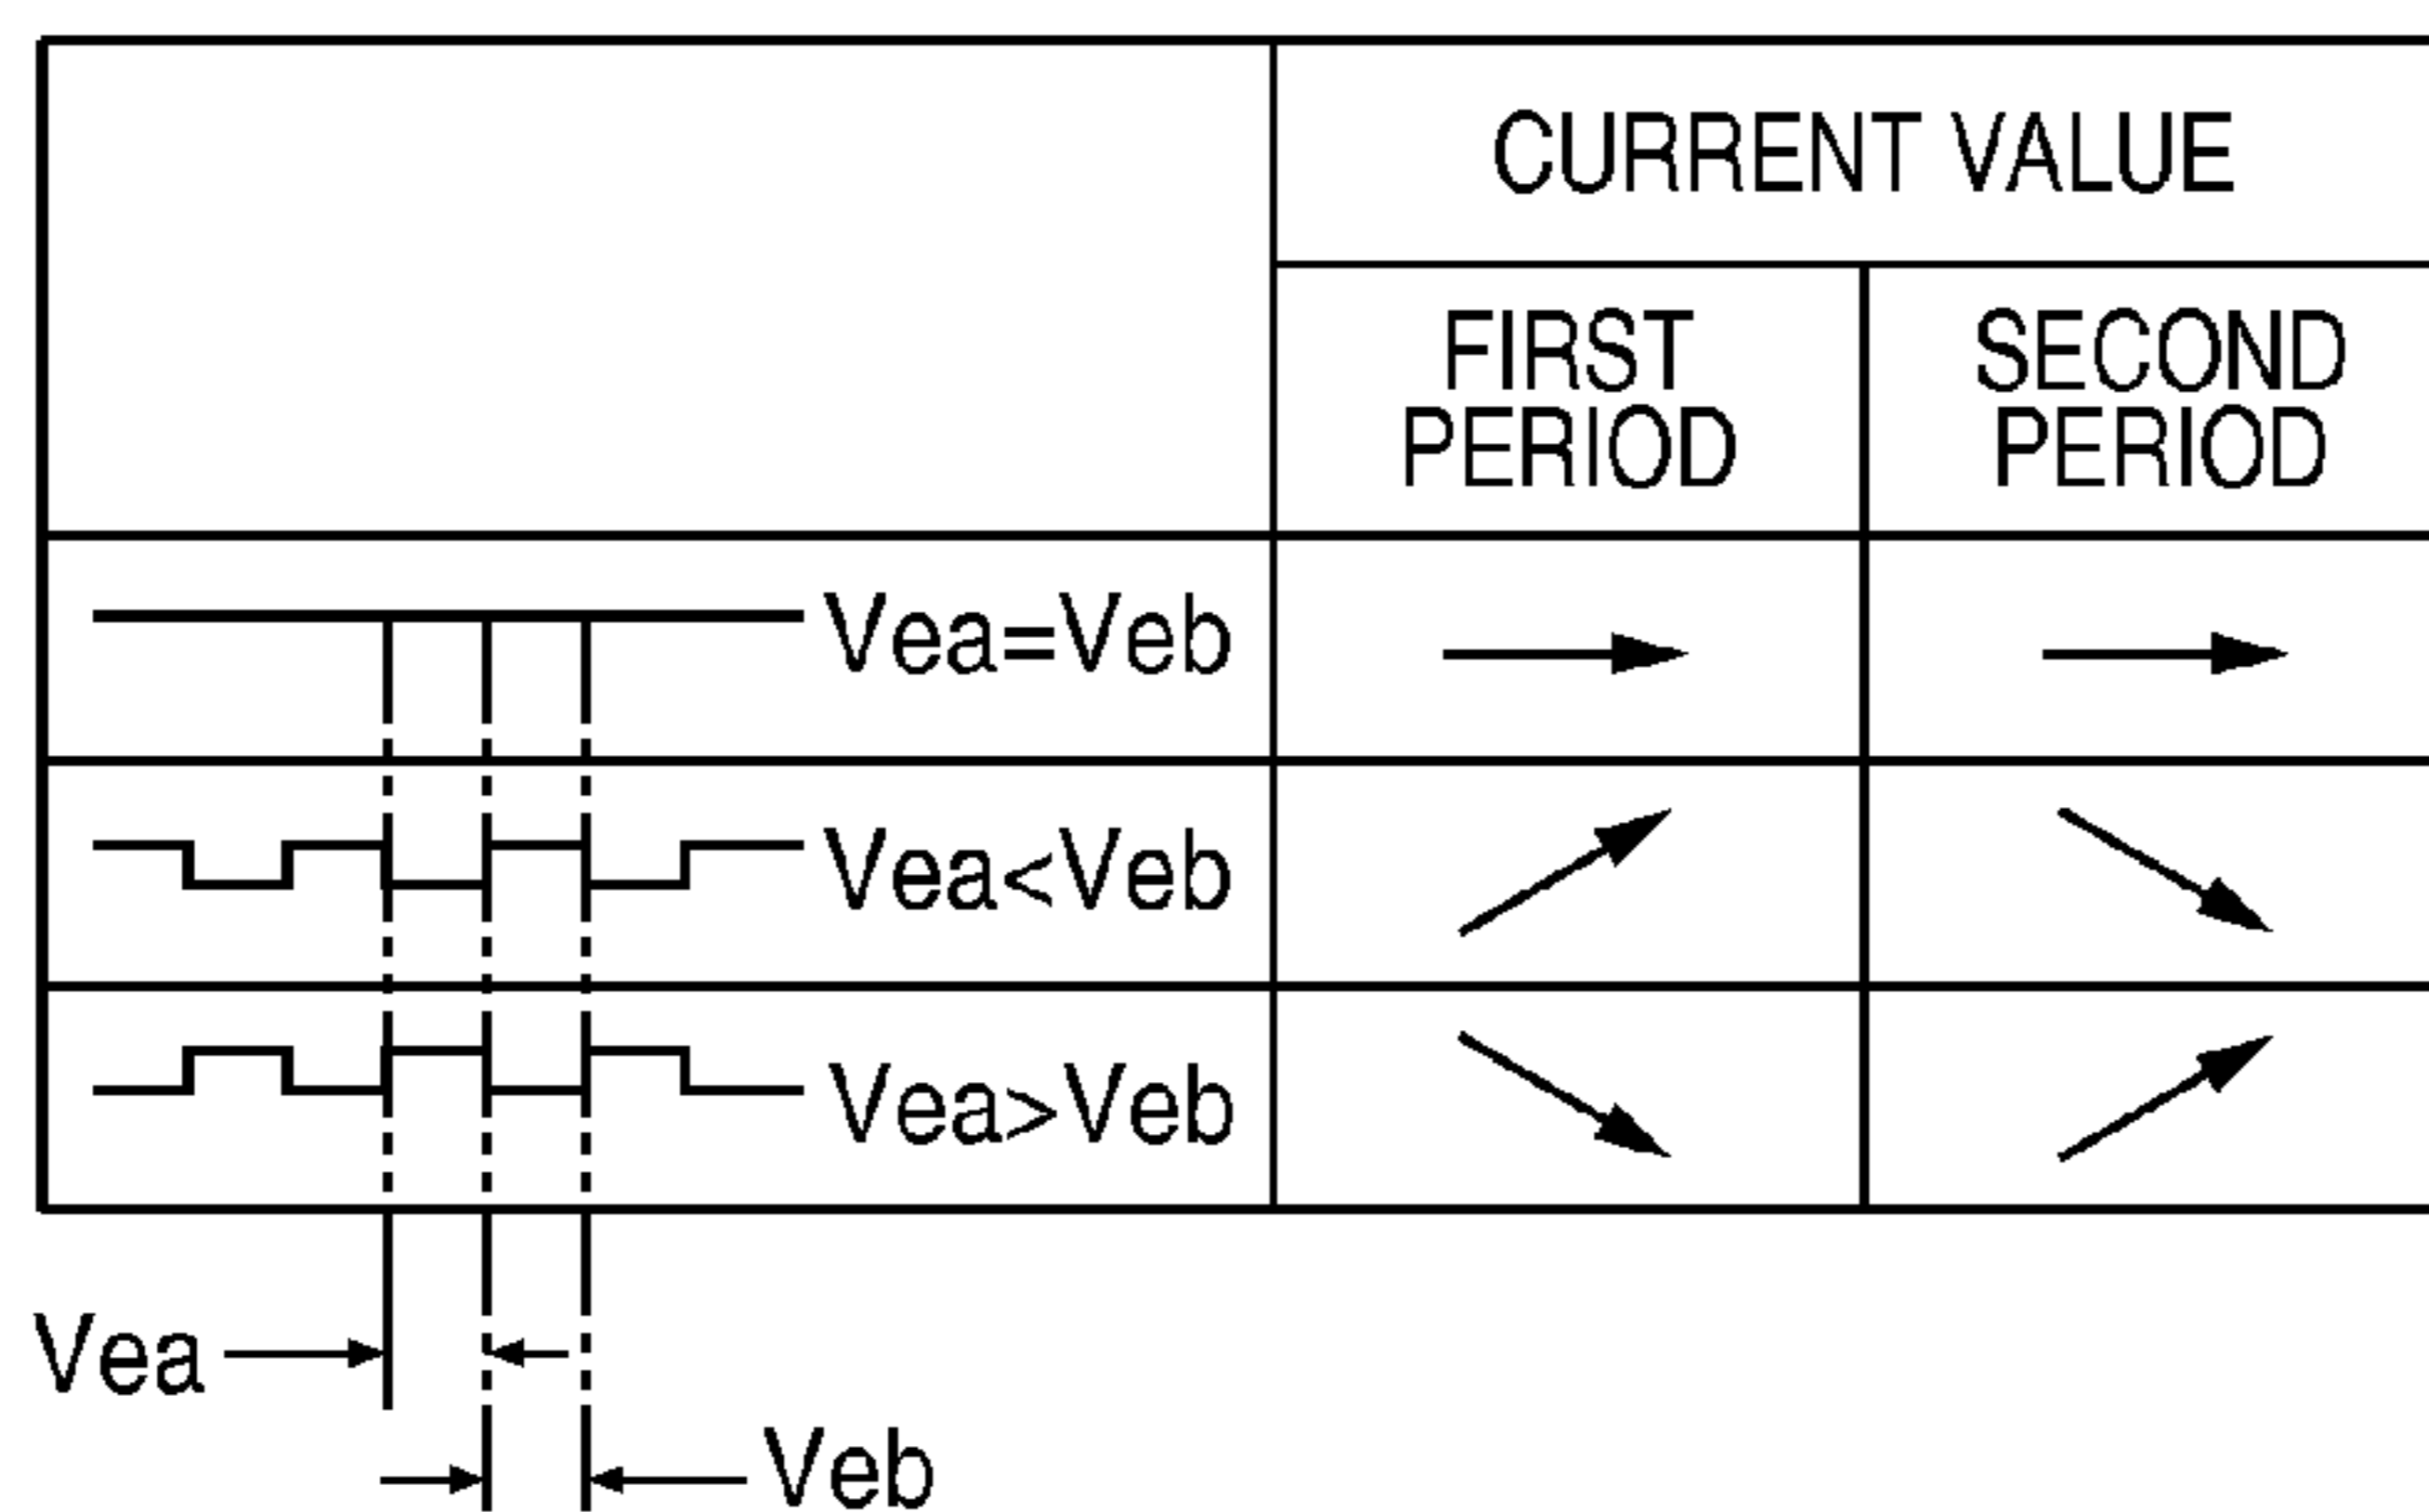 CURRENT VALUE
FIRST
PERIOD
SECOND
PERIOD
Vea=Veb
Vea<Veb
Vea>Veb
Vea
Veb